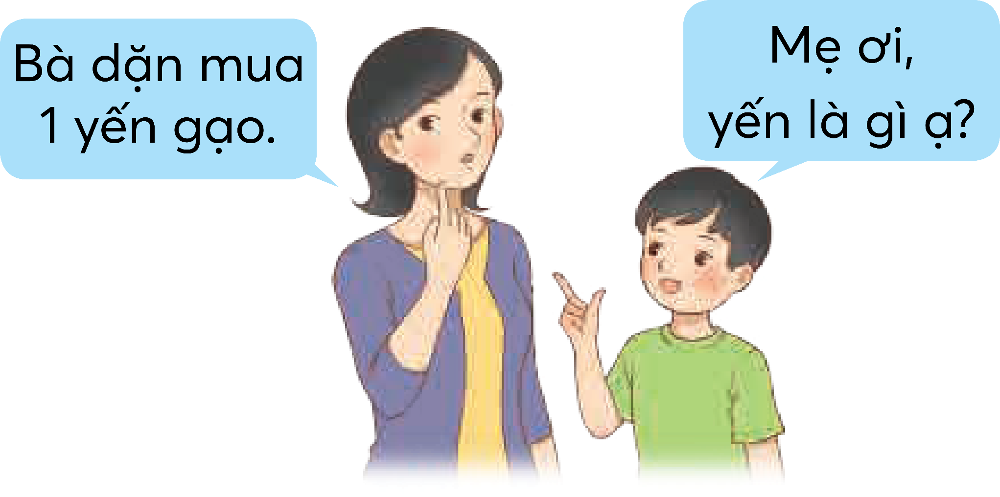 Bà dặn mua
1 yến gạo.
Mẹ ơi,
yến là gì ạ?